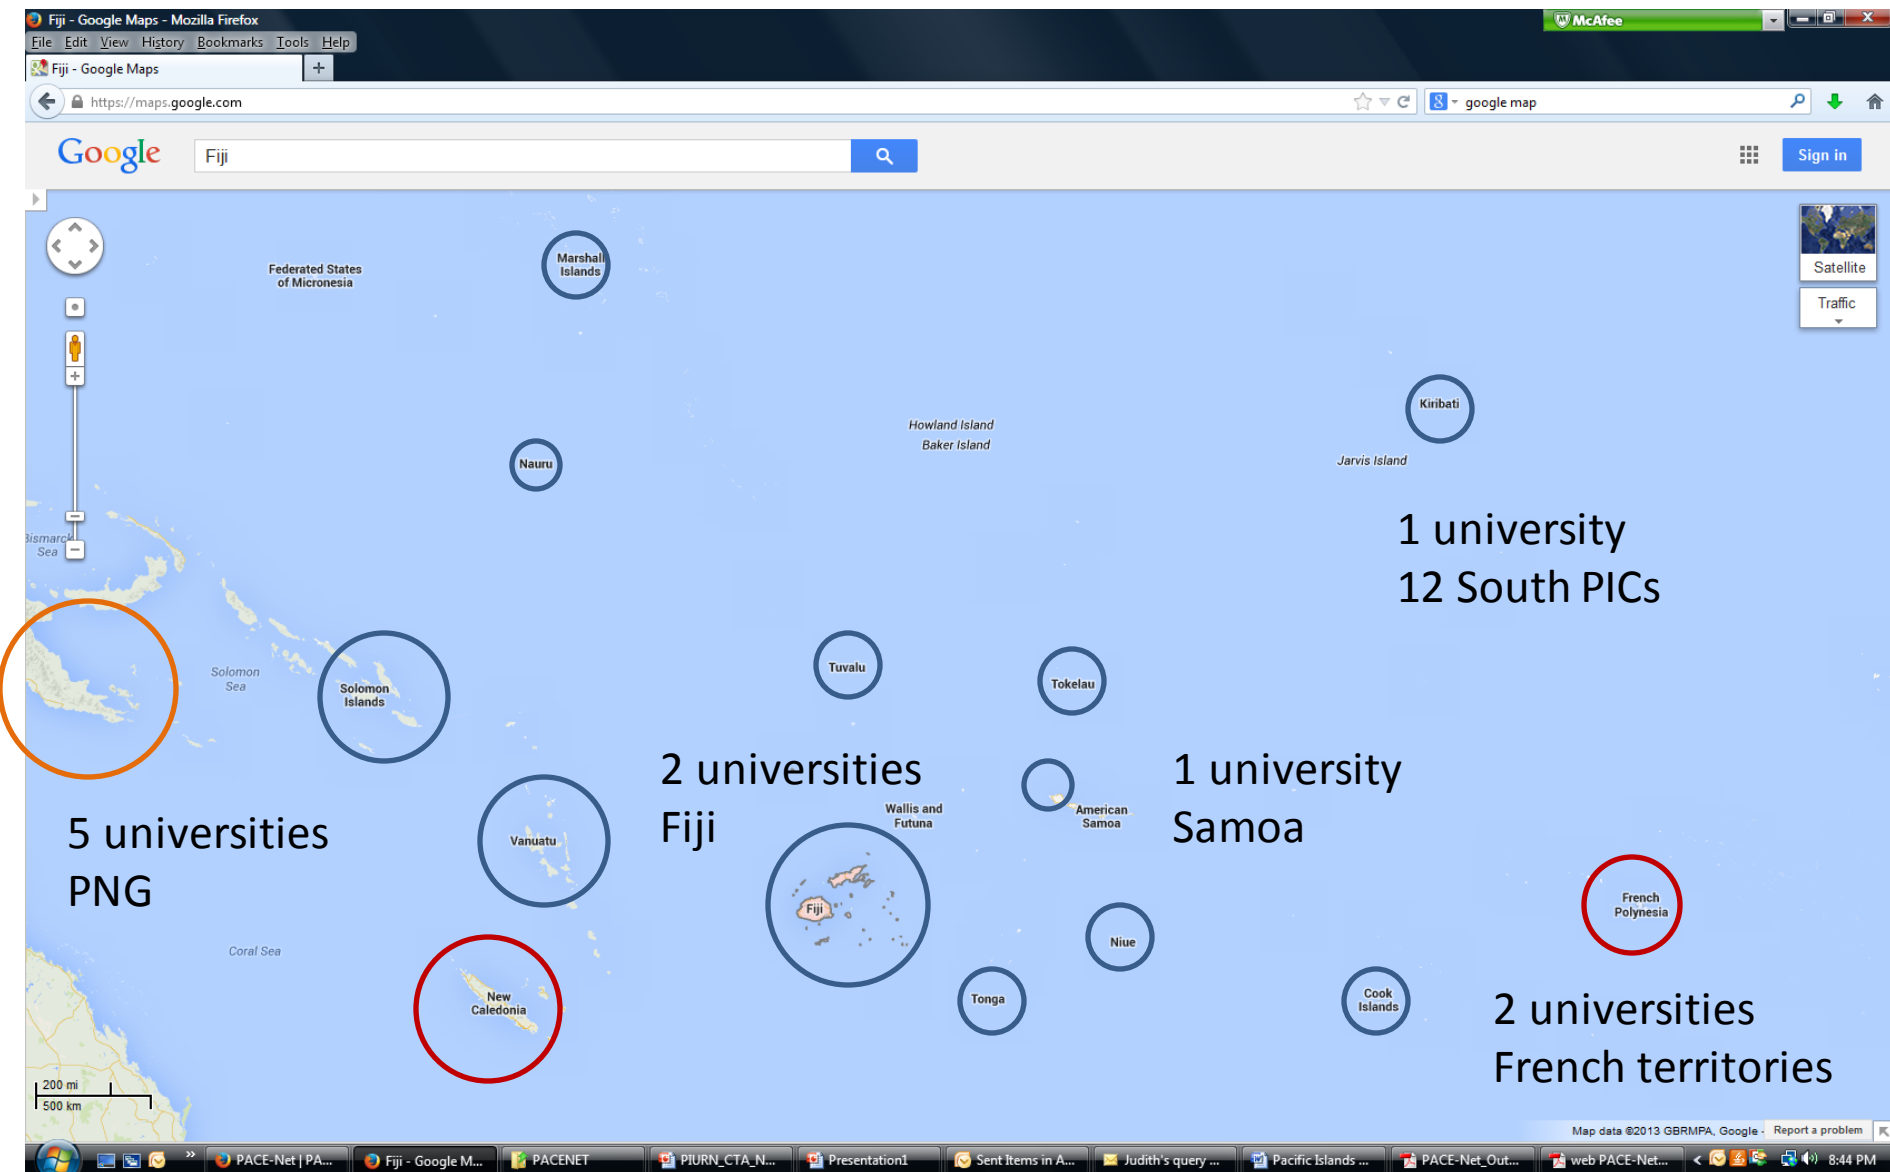 Fiji - Google Maps - Mozilla Firefox
McAfee
File Edit View History Bookmarks Tools Help
Fiji - Google Maps
https://maps.google.com
google map
Google
Fiji
Sign in
Satellite
Traffic
Marshall
Islands
Federated States
of Micronesia
Kiribati
Howland Island
Baker Island
Jarvis Island
Nauru
1 university
12 South PICs
Bismarck
Sea
Solomon
Sea
Solomon
Islands
Tuvalu
Tokelau
2 universities
Fiji
1 university
Samoa
Wallis and
Futuna
American
Samoa
5 universities
PNG
Vanuatu
Fiji
French
Polynesia
Niue
Coral Sea
New
Caledonia
Tonga
Cook
Islands
2 universities
French territories
200 mi
500 km
Map data ©2013 GBRMPA, Google -
Report a problem
PACE-Net | PA...
Fiji - Google M...
PACENET
PIURN_CTA_N...
Presentation1
Sent Items in A...
Judith's query ...
Pacific Islands ...
PACE-Net_Out...
web PACE-Net...
8:44 PM